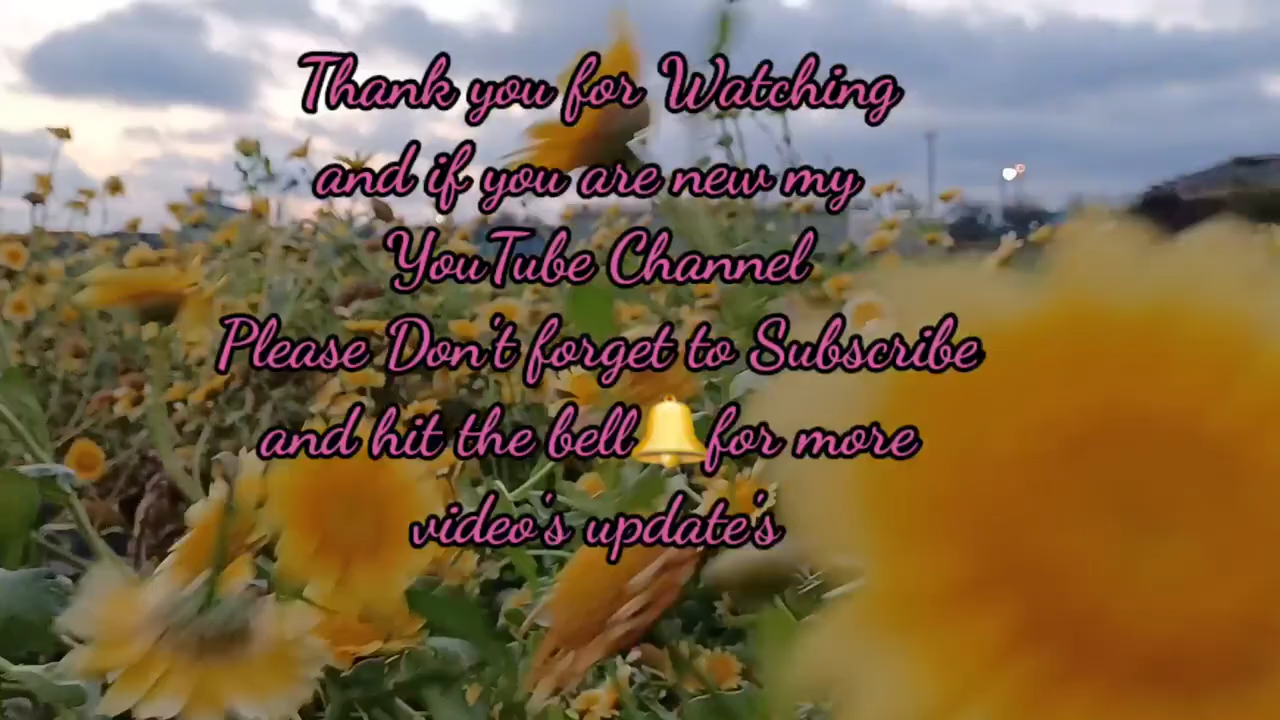 Thank you for Watching
and if you are new my
YouTube Channel
Please Don't forget to Subscribe
and hit the bell🔔for more
video's update's